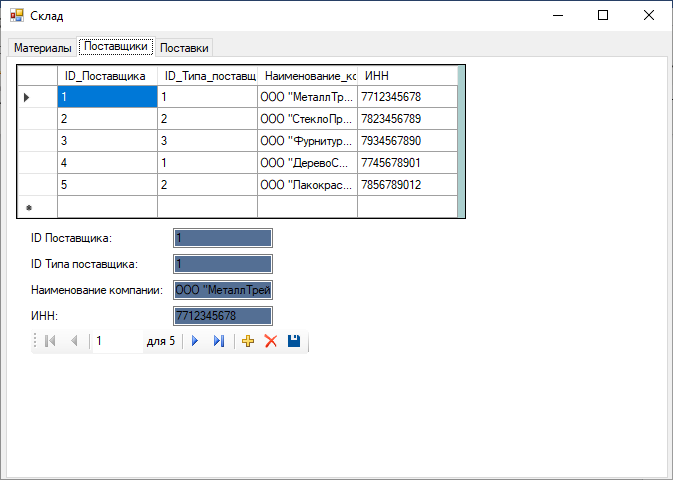 Склад
Материалы Поставщики Поставки
ID_Поставщика ID_Типа_поставщ Наименование_кс ИНН
1 1 ООО "МеталлТр... 7712345678
2 2 ООО "СтеклоПр... 7823456789
3 3 ООО "Фурнитур... 7934567890
4 1 ООО "ДеревоС... 7745678901
5 2 ООО "Лакокрас... 7856789012
ID Поставщика: 1
ID Типа поставщика: 1
Наименование компании: ООО "МеталлТрей
ИНН: 7712345678
1 для 5